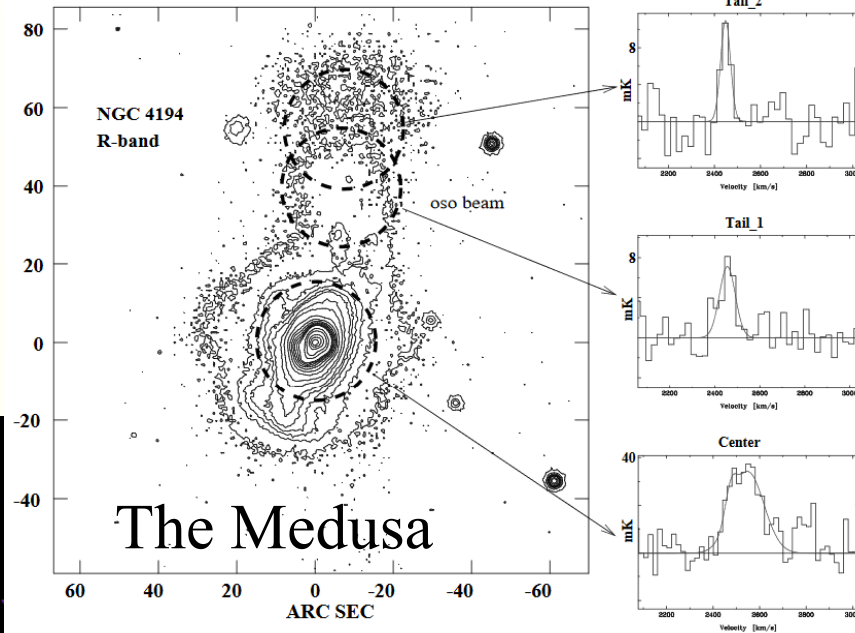 80
60
40
20
0
-20
-40
60
40
20
0
-20
-40
-60
ARC SEC
NGC 4194
R-band
oso beam
The Medusa
Tail_2
8
mK
2200
2400
2600
2800
Velocity [km/s]
Tail_1
8
mK
2200
2400
2600
2800
Velocity [km/s]
Center
40
mK
2200
2400
2600
2800
Velocity [km/s]